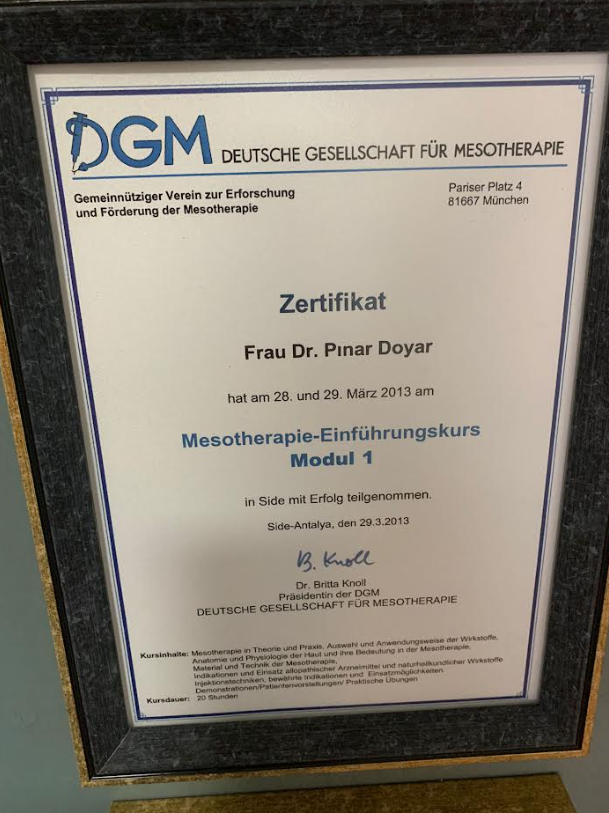 DGM DEUTSCHE GESELLSCHAFT FÜR MESOTHERAPIE
Gemeinnütziger Verein zur Erforschung
und Förderung der Mesotherapie
Pariser Platz 4
81667 München
Zertifikat
Frau Dr. Pınar Doyar
hat am 28. und 29. März 2013 am
Mesotherapie-Einführungskurs
Modul 1
in Side mit Erfolg teilgenommen.
Side-Antalya, den 29.3.2013
B. Knoll
Dr. Britta Knoll
Präsidentin der DGM
DEUTSCHE GESELLSCHAFT FÜR MESOTHERAPIE
Kursinhalte: Mesotherapie in Theorie und Praxis, Auswahl und Anwendungsweise der Wirkstoffe,
Anatomie und Physiologie der Haut und ihre Bedeutung in der Mesotherapie,
Material und Technik der Mesotherapie,
Indikationen und Einsatz allopathischer Arzneimittel und naturheilkundlicher Wirkstoffe
Injektionstechniken, bewährte Indikationen und Einsatzmöglichkeiten
Demonstrationen/Patientenvorstellungen/ Praktische Übungen
Kursdauer: 20 Stunden